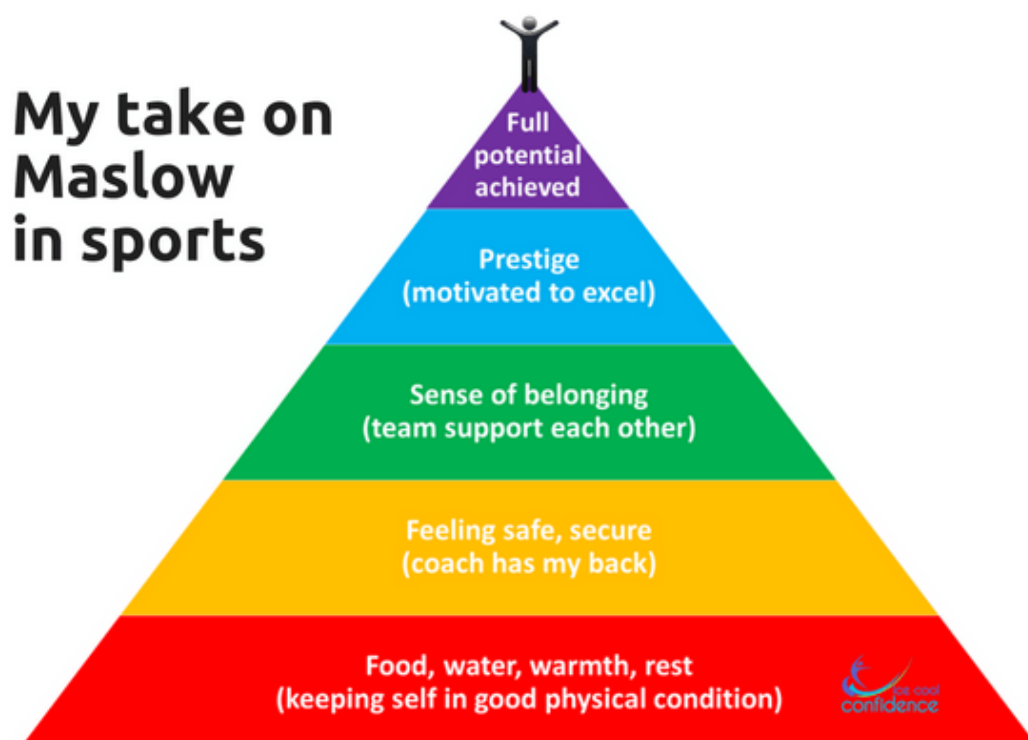 My take on
Maslow
in sports
Full
potential
achieved
Prestige
(motivated to excel)
Sense of belonging
(team support each other)
Feeling safe, secure
(coach has my back)
Food, water, warmth, rest
(keeping self in good physical condition)
ice cool
confidence